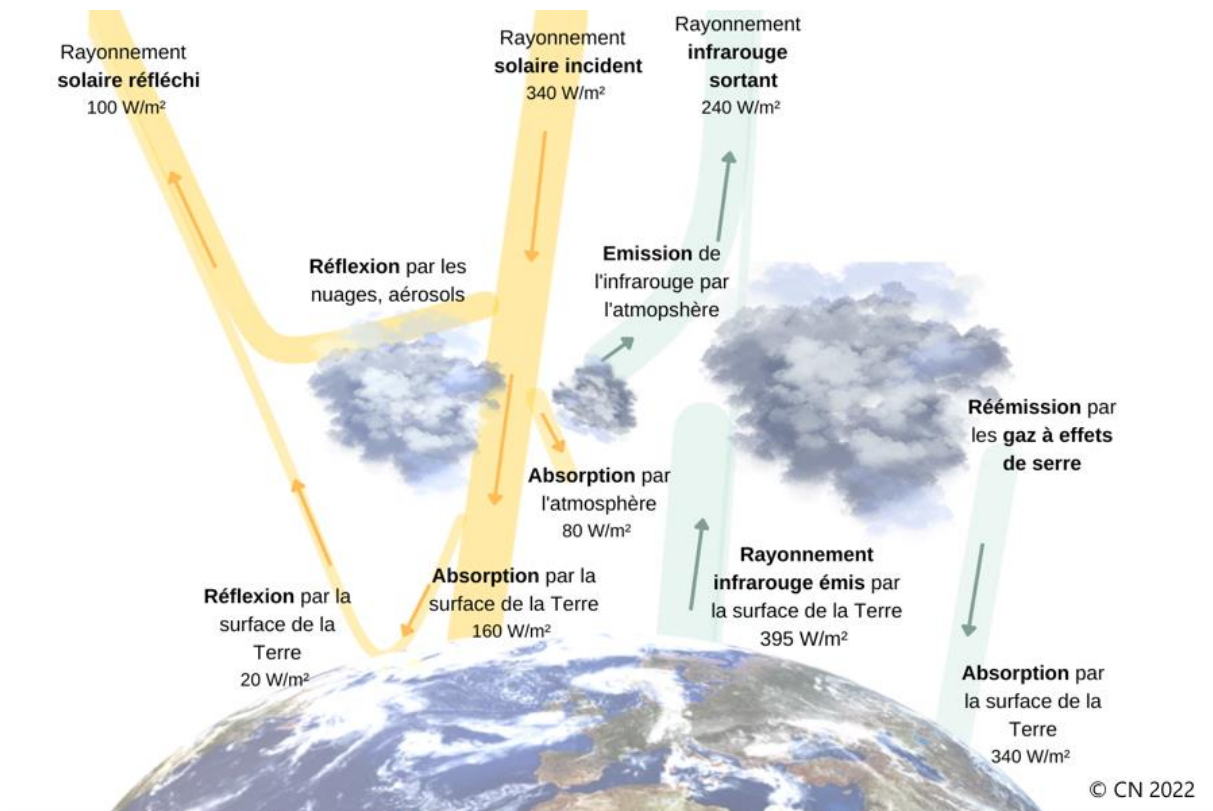 Rayonnement
solaire réfléchi
100 W/m²
Rayonnement
solaire incident
340 W/m²
Rayonnement
infrarouge
sortant
240 W/m²
Réflexion par les
nuages, aérosols
Emission de
l'infrarouge par
l'atmopshère
Réémission par
les gaz à effets
de serre
Absorption par
l'atmosphère
80 W/m²
Réflexion par la
surface de la
Terre
20 W/m²
Absorption par la
surface de la Terre
160 W/m²
Rayonnement
infrarouge émis par
la surface de la Terre
395 W/m²
Absorption par
la surface de la
Terre
340 W/m²
© CN 2022